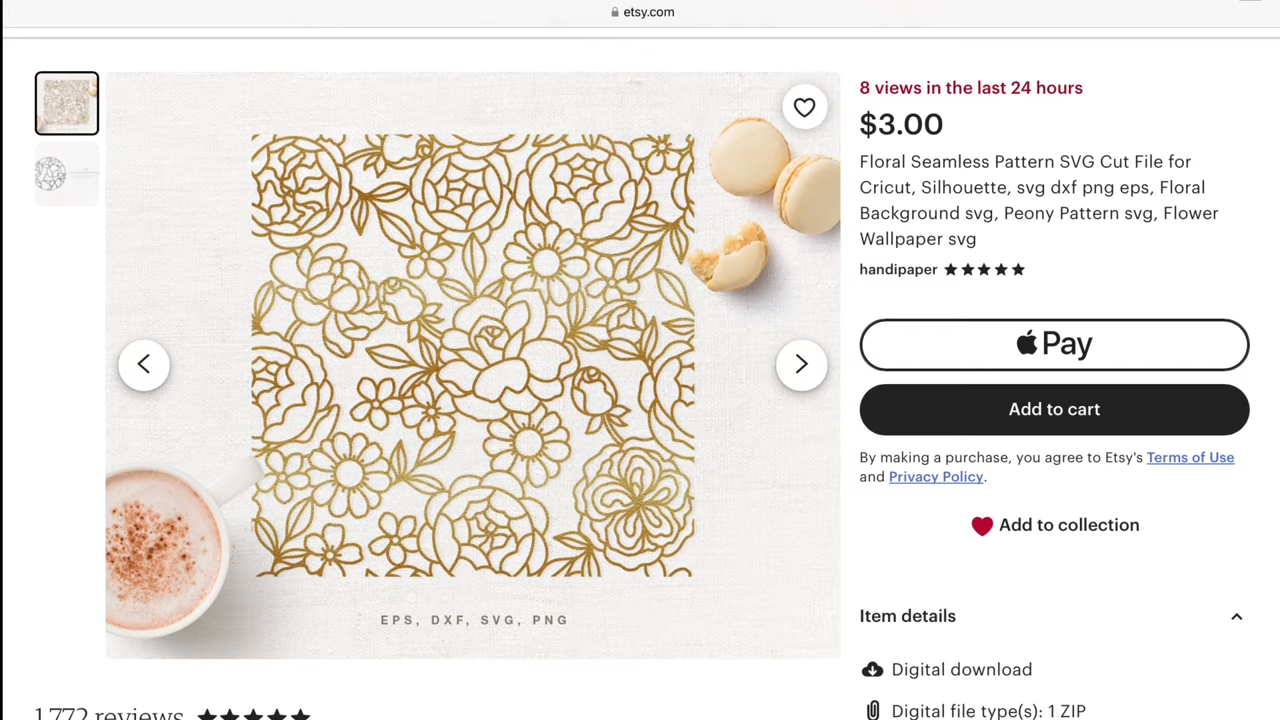 etsy.com
8 views in the last 24 hours
$3.00
Floral Seamless Pattern SVG Cut File for
Cricut, Silhouette, svg dxf png eps, Floral
Background svg, Peony Pattern svg, Flower
Wallpaper svg
handipaper
Pay
Add to cart
By making a purchase, you agree to Etsy's Terms of Use
and Privacy Policy.
Add to collection
EPS, DXF, SVG, PNG
Item details
Digital download
Digital file type(s): 1 ZIP
1,772 reviews